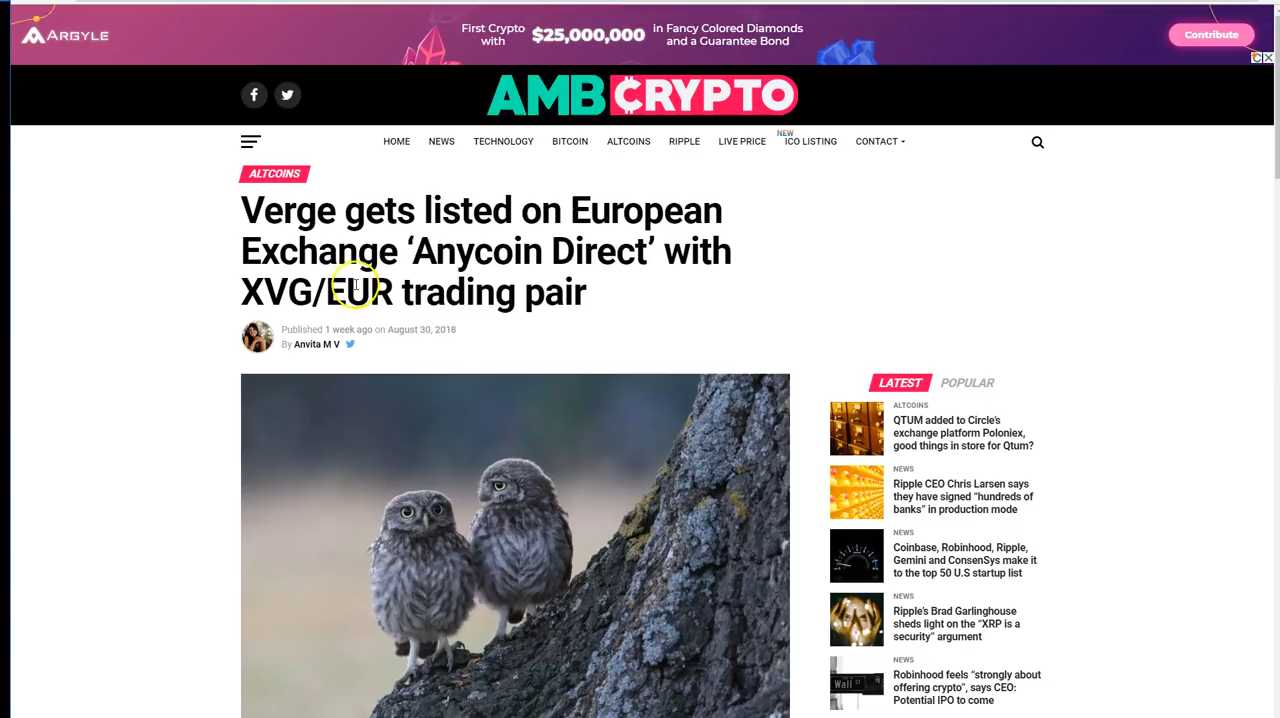 ARGYLE
First Crypto
with
$25,000,000
in Fancy Colored Diamonds
and a Guarantee Bond
Contribute
AMBCRYPTO
HOME
NEWS
TECHNOLOGY
BITCOIN
ALTCOINS
RIPPLE
LIVE PRICE
NEW
ICO LISTING
CONTACT
ALTCOINS
Verge gets listed on European
Exchange ‘Anycoin Direct’ with
XVG/EUR trading pair
Published 1 week ago on August 30, 2018
By Anvita M V
LATEST
POPULAR
ALTCOINS
QTUM added to Circle's
exchange platform Poloniex,
good things in store for Qtum?
NEWS
Ripple CEO Chris Larsen says
they have signed “hundreds of
banks” in production mode
NEWS
Coinbase, Robinhood, Ripple,
Gemini and ConsenSys make it
to the top 50 U.S startup list
NEWS
Ripple's Brad Garlinghouse
sheds light on the “XRP is a
security” argument
NEWS
Wall
Robinhood feels “strongly about
offering crypto”, says CEO:
Potential IPO to come